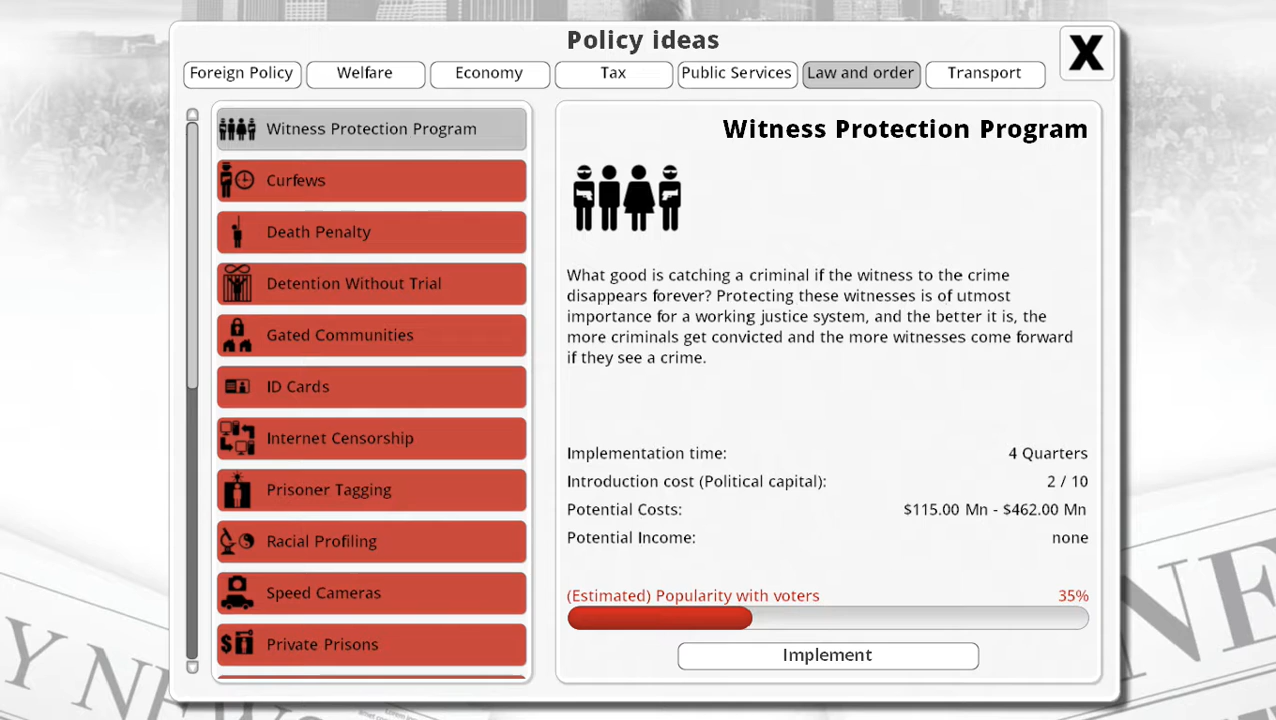 Policy ideas
X
Foreign Policy
Welfare
Economy
Tax
Public Services
Law and order
Transport
Witness Protection Program
Curfews
Death Penalty
Detention Without Trial
Gated Communities
ID Cards
Internet Censorship
Prisoner Tagging
Racial Profiling
Speed Cameras
Private Prisons
Witness Protection Program
What good is catching a criminal if the witness to the crime
disappears forever? Protecting these witnesses is of utmost
importance for a working justice system, and the better it is, the
more criminals get convicted and the more witnesses come forward
if they see a crime.
Implementation time: 4 Quarters
Introduction cost (Political capital): 2 / 10
Potential Costs: $115.00 Mn - $462.00 Mn
Potential Income: none
(Estimated) Popularity with voters 35%
Implement
Y NEWS
NE